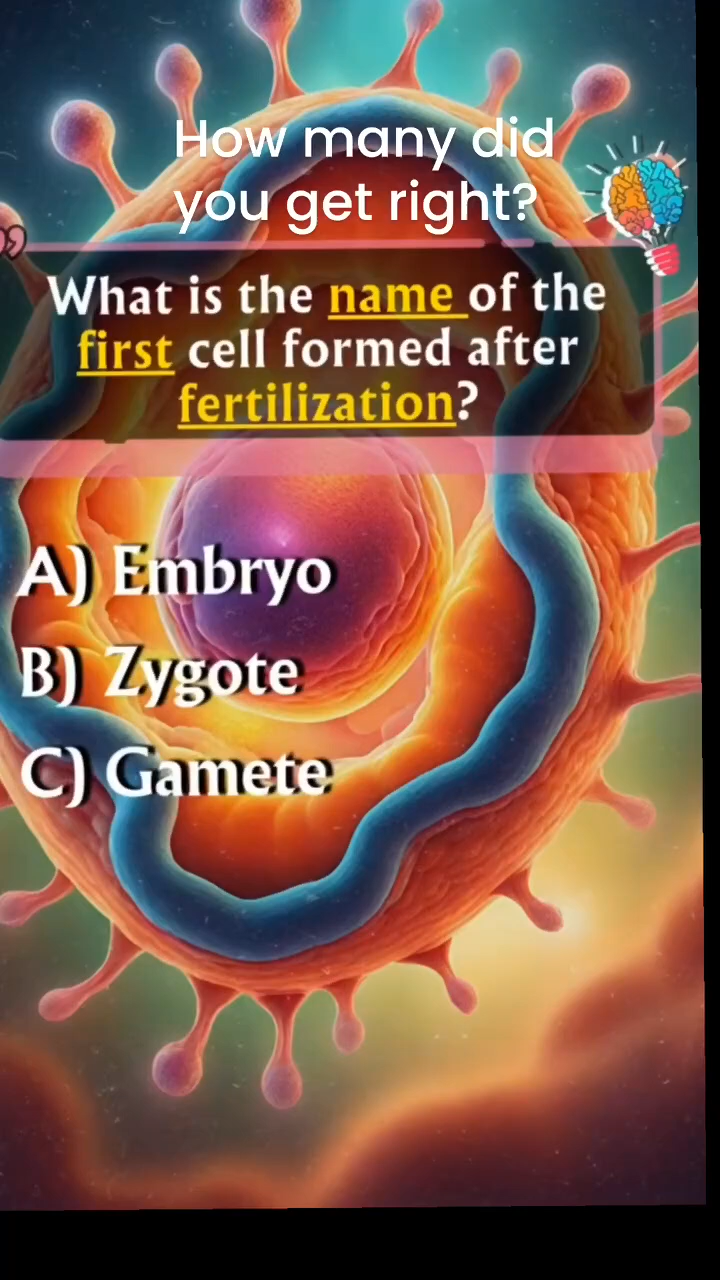 How many did
you get right?
What is the name of the
first cell formed after
fertilization?
A) Embryo
B) Zygote
C) Gamete